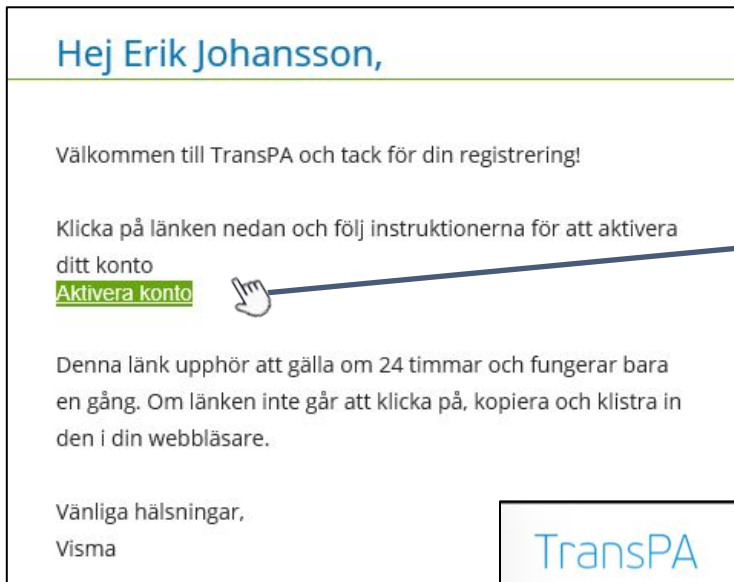 Hej Erik Johansson,
Välkommen till TransPA och tack för din registrering!
Klicka på länken nedan och följ instruktionerna för att aktivera
ditt konto
Aktivera konto
Denna länk upphör att gälla om 24 timmar och fungerar bara
en gång. Om länken inte går att klicka på, kopiera och klistra in
den i din webbläsare.
Vänliga hälsningar,
Visma
TransPA